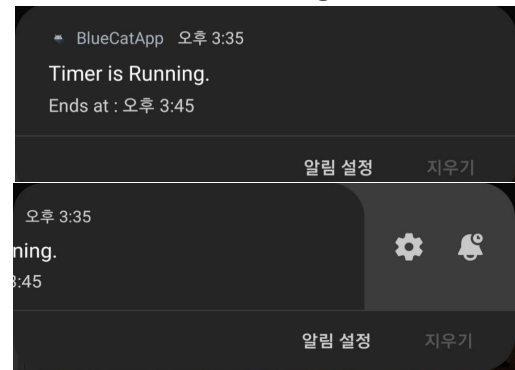 BlueCatApp 오후 3:35
Timer is Running.
Ends at : 오후 3:45
알림 설정 지우기
오후 3:35
ning.
3:45
알림 설정 지우기